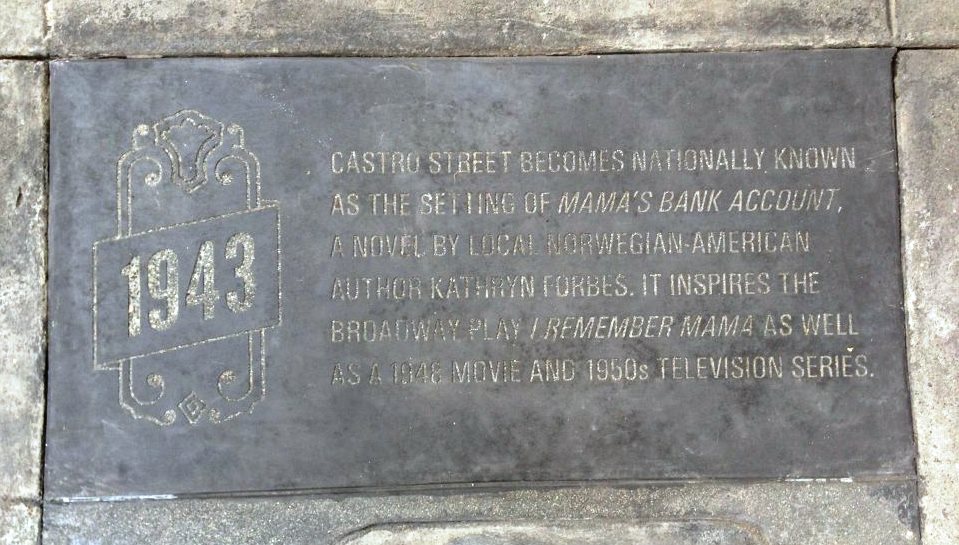 1943
CASTRO STREET BECOMES NATIONALLY KNOWN
AS THE SETTING OF MAMA'S BANK ACCOUNT,
A NOVEL BY LOCAL NORWEGIAN-AMERICAN
AUTHOR KATHRYN FORBES. IT INSPIRES THE
BROADWAY PLAY I REMEMBER MAMA AS WELL
AS A 1948 MOVIE AND 1950s TELEVISION SERIES.